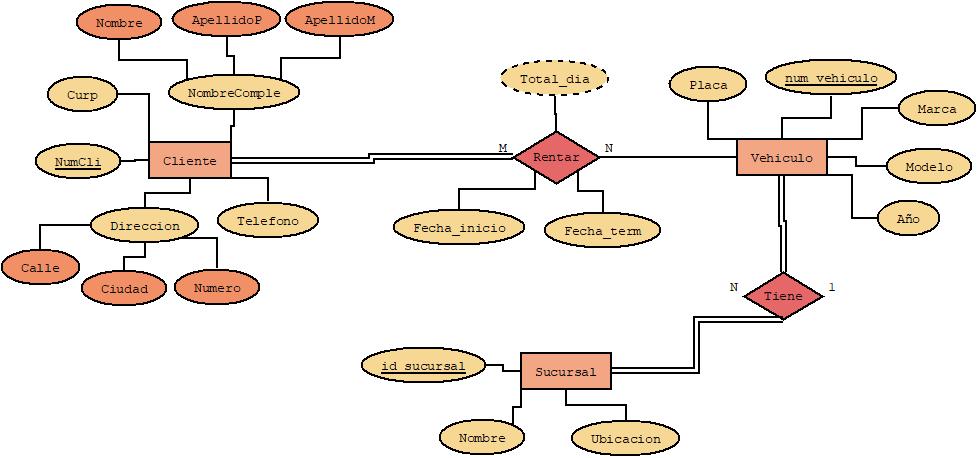 Nombre
ApellidoP
ApellidoM
Total_dia
num_vehiculo
Placa
Curp
NombreComple
Marca
M
N
NumCli
Cliente
Rentar
Vehiculo
Modelo
Direccion
Telefono
Fecha_inicio
Fecha_term
Año
Calle
Ciudad
Numero
N
Tiene
1
id_sucursal
Sucursal
Nombre
Ubicacion